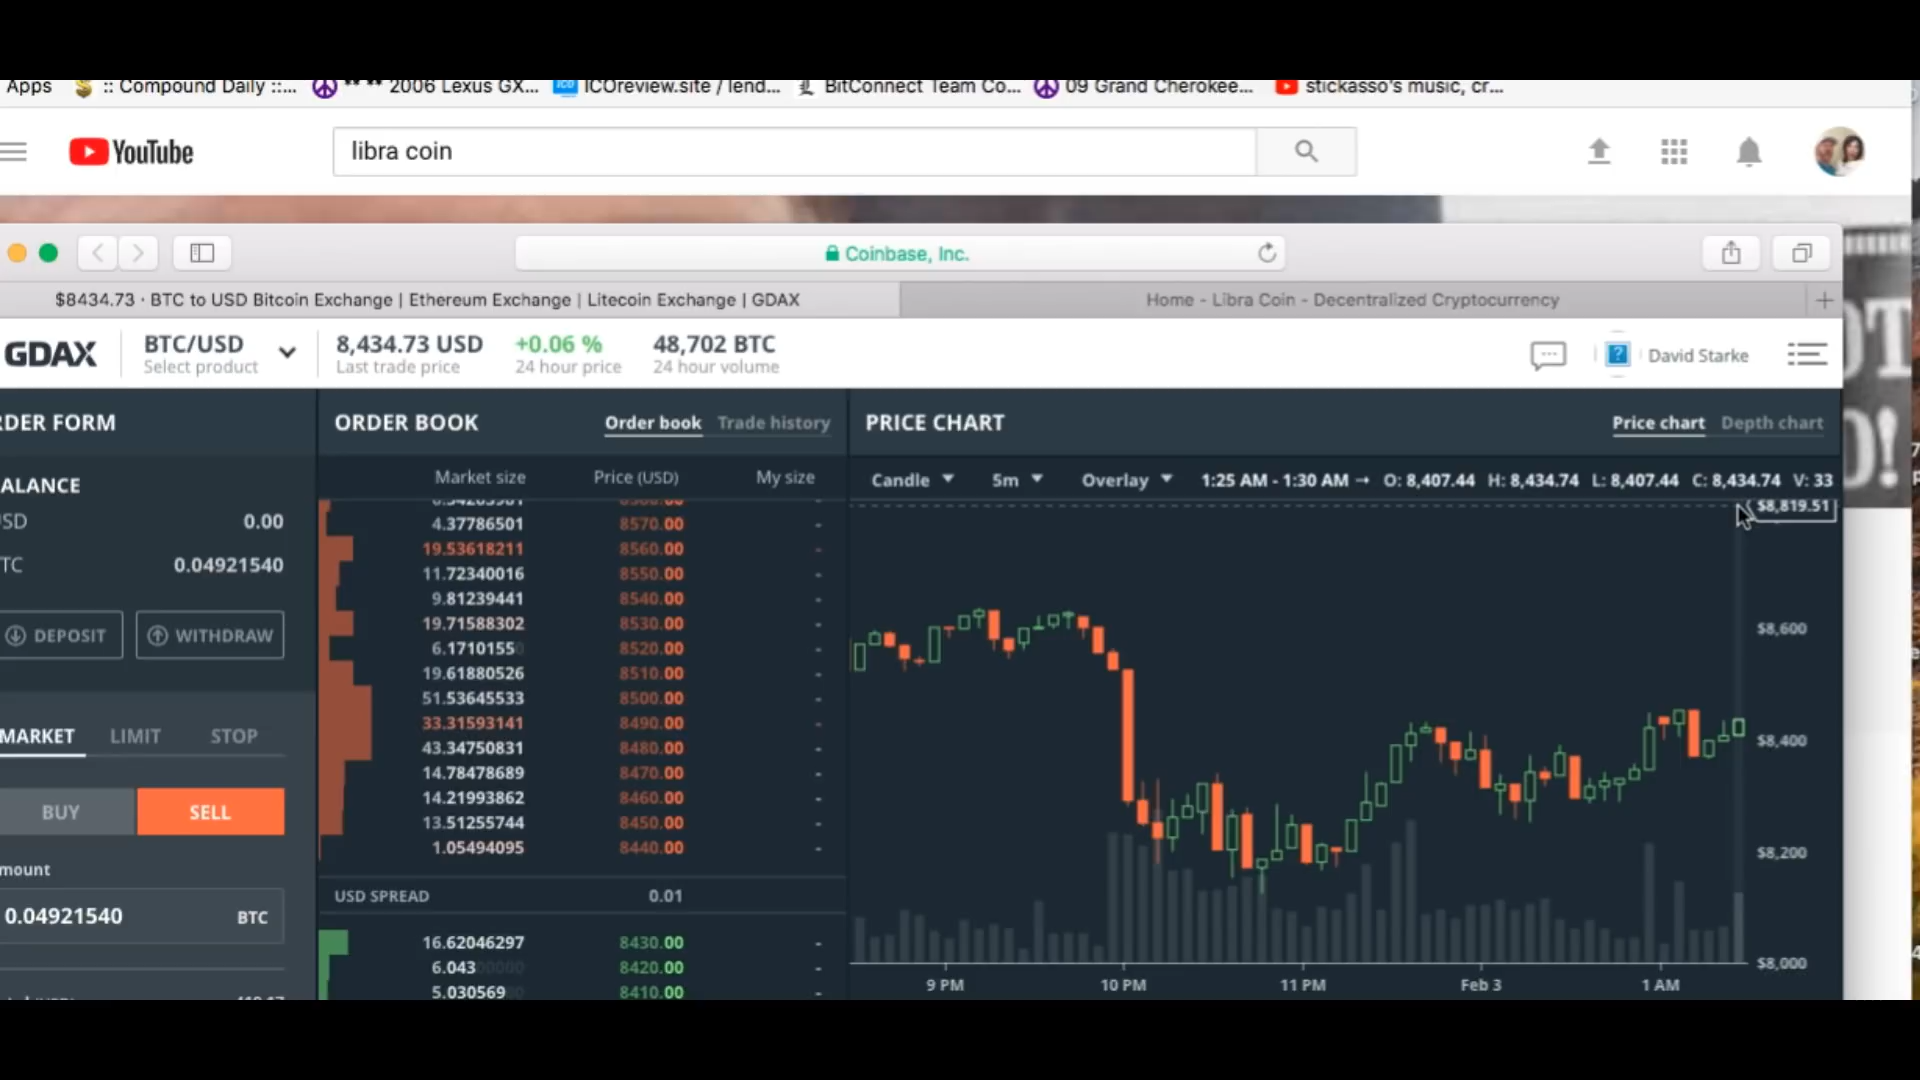 Apps :: Compound Daily ::... 2006 Lexus GX... ICOreview.site / lend... BitConnect Team Co... 09 Grand Cherokee... stickasso's music, cr...
YouTube libra coin
Coinbase, Inc.
$8434.73 · BTC to USD Bitcoin Exchange | Ethereum Exchange | Litecoin Exchange | GDAX Home - Libra Coin - Decentralized Cryptocurrency +
GDAX BTC/USD 8,434.73 USD +0.06 % 48,702 BTC David Starke
Select product Last trade price 24 hour price 24 hour volume
RDER FORM ORDER BOOK Order book Trade history PRICE CHART Price chart Depth chart
Market size Price (USD) My size
Candle 5m Overlay 1:25 AM - 1:30 AM → O: 8,407.44 H: 8,434.74 L: 8,407.44 C: 8,434.74 V: 33
ALANCE
SD 0.00
TC 0.04921540
DEPOSIT WITHDRAW
MARKET LIMIT STOP
BUY SELL
mount
0.04921540 BTC
4.37786501 8570.00 -
19.53618211 8560.00 -
11.72340016 8550.00 -
9.81239441 8540.00 -
19.71588302 8530.00 -
6.17101550 8520.00 -
19.61880526 8510.00 -
51.53645533 8500.00 -
33.31593141 8490.00 -
43.34750831 8480.00 -
14.78478689 8470.00 -
14.21993862 8460.00 -
13.51255744 8450.00 -
1.05494095 8440.00 -
USD SPREAD 0.01
16.62046297 8430.00 -
6.04300000 8420.00 -
5.0305690 8410.00 -
$8,819.51
$8,600
$8,400
$8,200
$8,000
9 PM 10 PM 11 PM Feb 3 1 AM